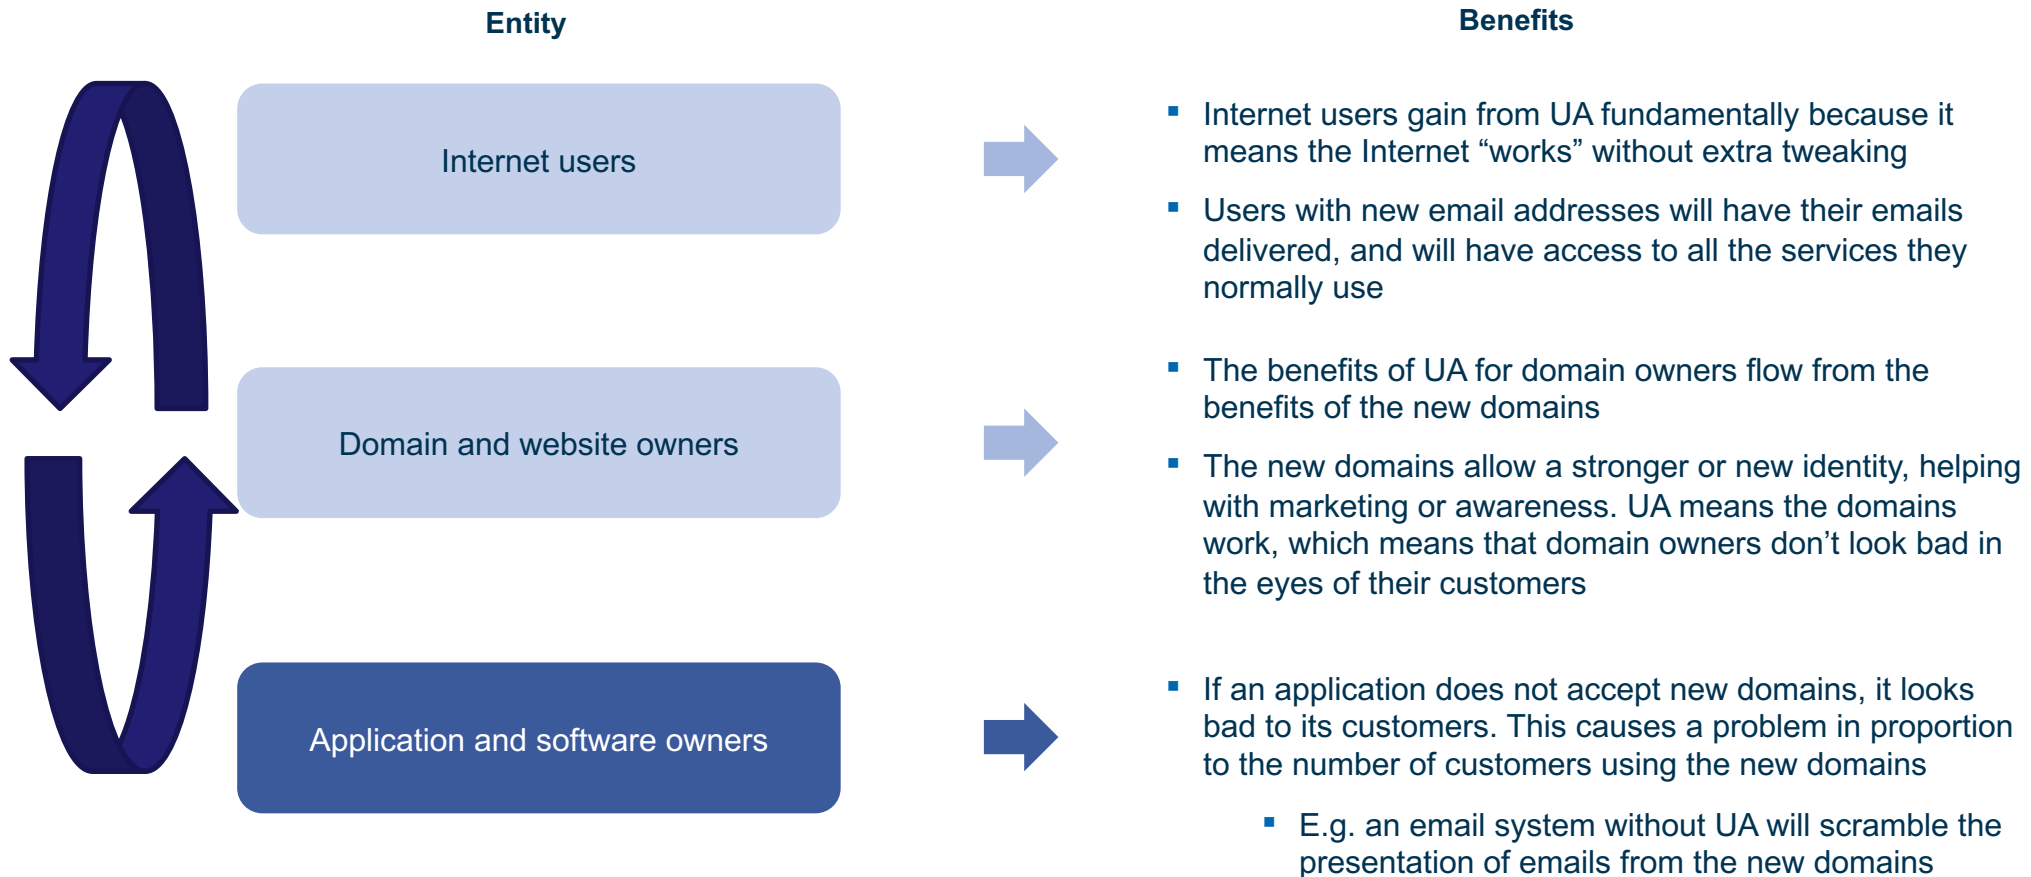 Entity
Benefits
Internet users
▪ Internet users gain from UA fundamentally because it
means the Internet “works” without extra tweaking
▪ Users with new email addresses will have their emails
delivered, and will have access to all the services they
normally use
Domain and website owners
▪ The benefits of UA for domain owners flow from the
benefits of the new domains
▪ The new domains allow a stronger or new identity, helping
with marketing or awareness. UA means the domains
work, which means that domain owners don’t look bad in
the eyes of their customers
Application and software owners
▪ If an application does not accept new domains, it looks
bad to its customers. This causes a problem in proportion
to the number of customers using the new domains
▪ E.g. an email system without UA will scramble the
presentation of emails from the new domains